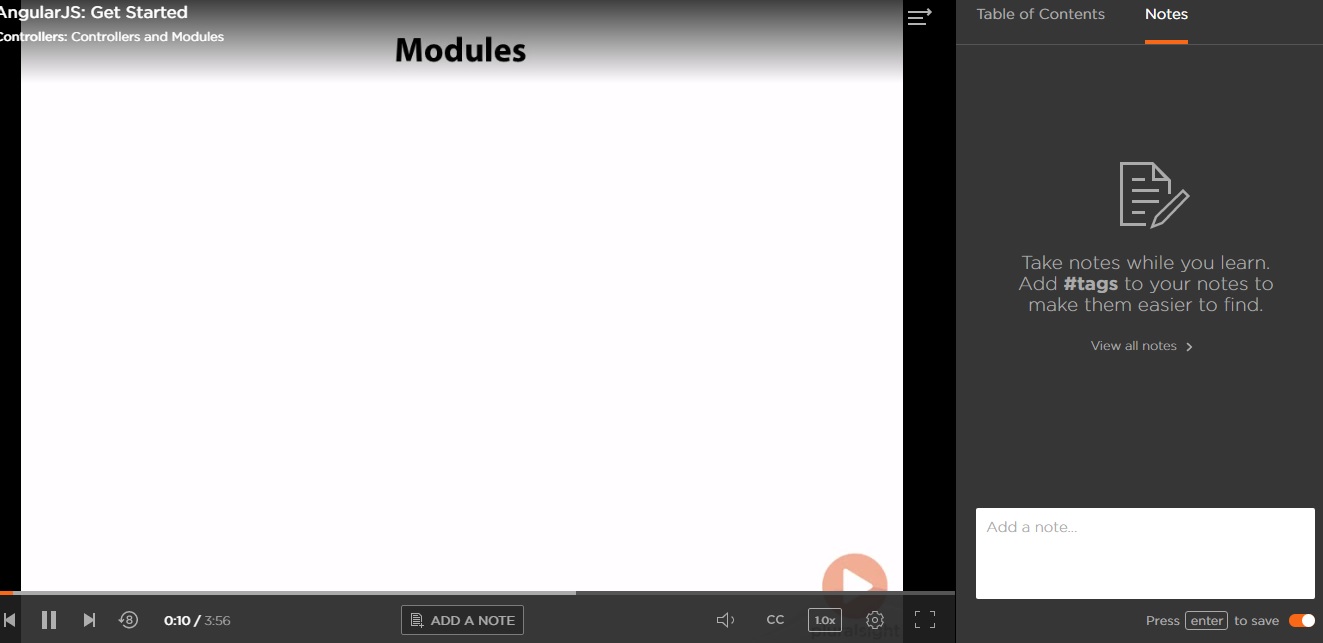 AngularJS: Get Started
Controllers: Controllers and Modules
Modules
Table of Contents
Notes
Take notes while you learn.
Add #tags to your notes to
make them easier to find.
View all notes
Add a note...
Press enter to save
8
0:10 / 3:56
ADD A NOTE
CC
1.0x